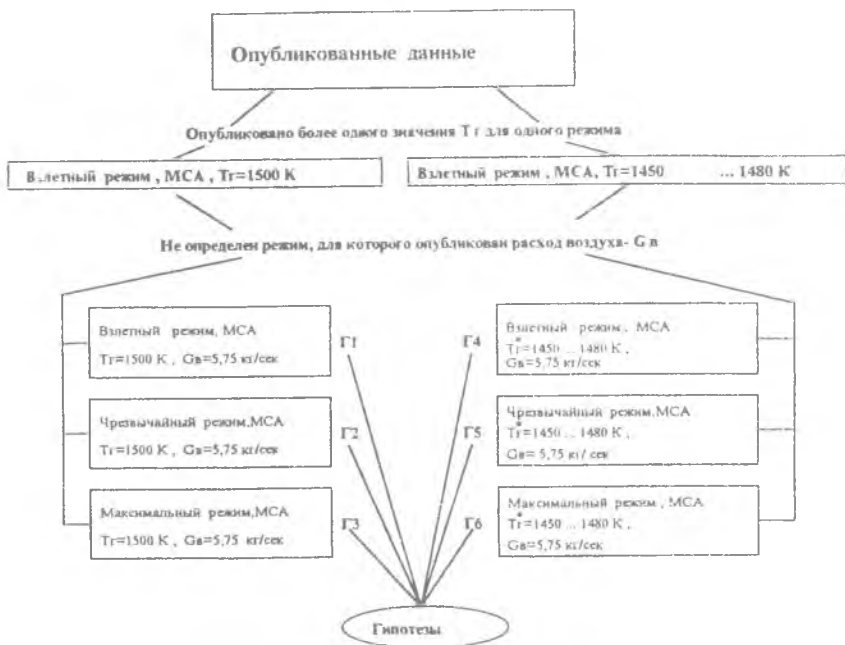 Опубликованные данные
Опубликовано более одного значения Тг для одного режима
Взлетный режим , МСА , Тг=1500 К
Взлетный режим , МСА, Тг=1450 ... 1480 К
Не определен режим, для которого опубликован расход воздуха- G в
Взлетный режим, МСА
Тг=1500 К , Gв=5,75 кг/сек
Г1
Чрезвычайный режим,МСА
Тг=1500 К , Gв=5,75 кг/сек
Г2
Максимальный режим,МСА
Тг=1500 К , Gв=5,75 кг/сек
Г3
Г4
Взлетный режим , МСА
Тг*=1450 ... 1480 К ,
Gв=5,75 кг/сек
Г5
Чрезвычайный режим,МСА
Тг*=1450 ... 1480 К ,
Gв= 5,75 кг/ сек
Г6
Максимальный режим , МСА
Тг*=1450 ... 1480 К ,
Gв=5,75 кг/сек
Гипотезы